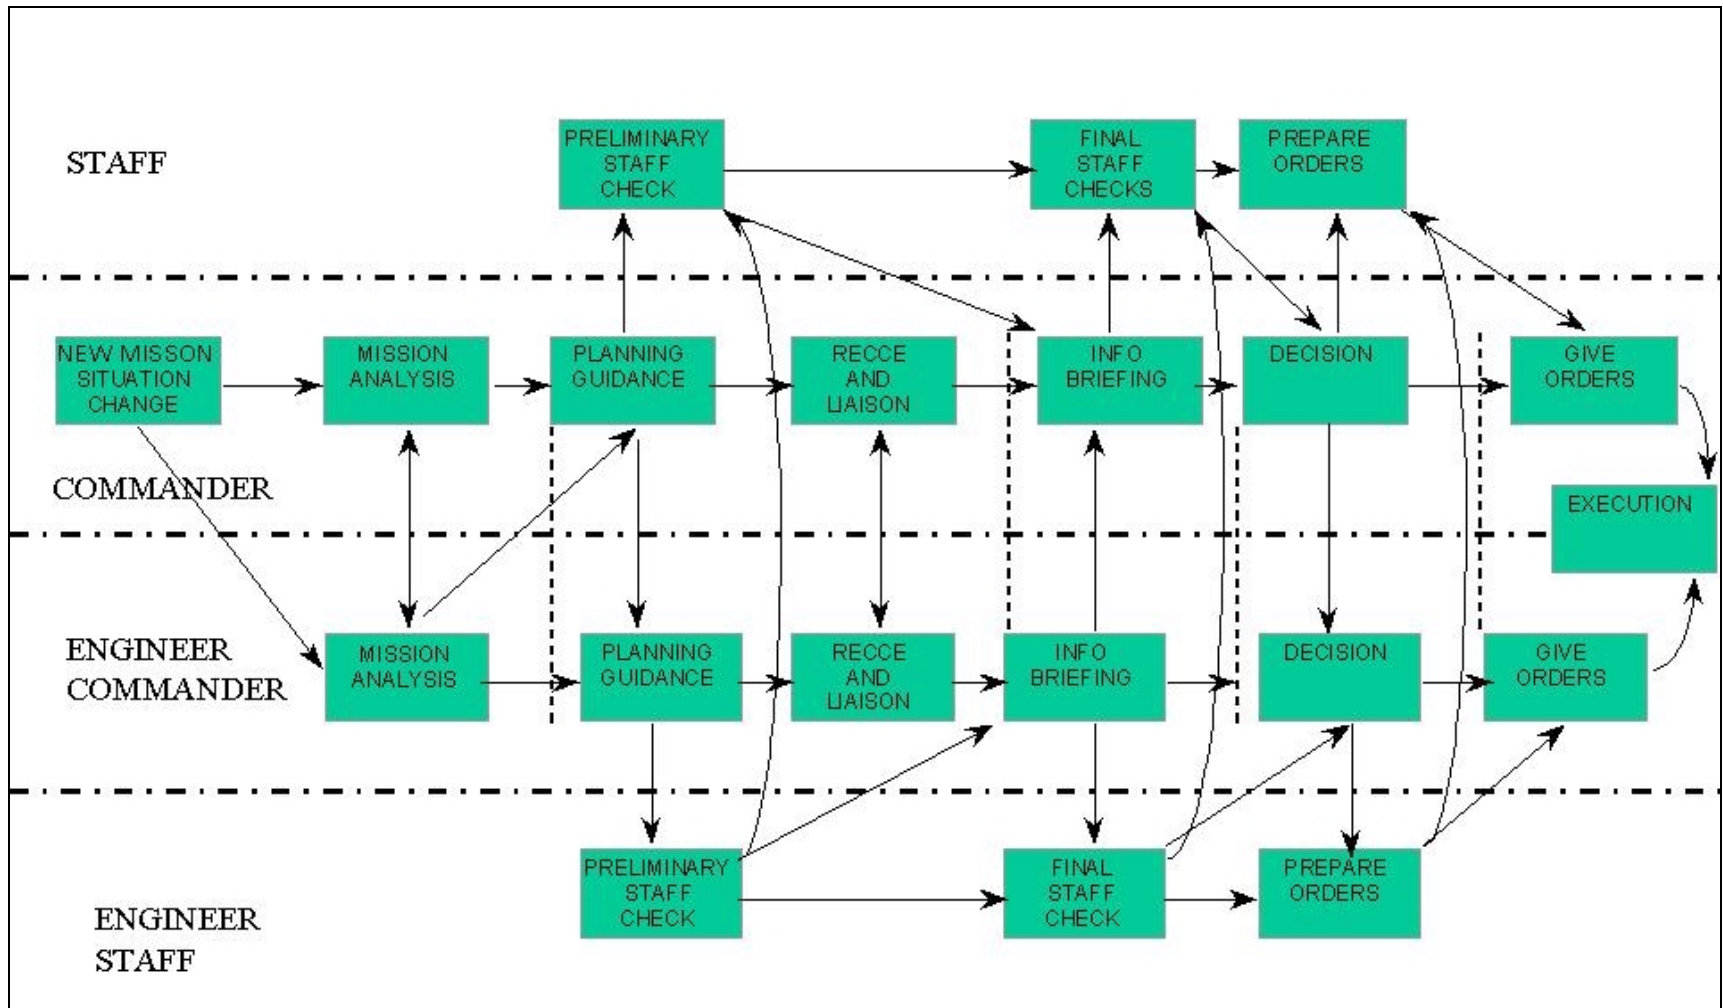 STAFF
PRELIMINARY
STAFF
CHECK
FINAL
STAFF
CHECKS
PREPARE
ORDERS
NEW MISSON
SITUATION
CHANGE
MISSION
ANALYSIS
PLANNING
GUIDANCE
RECCE
AND
LIAISON
INFO
BRIEFING
DECISION
GIVE
ORDERS
COMMANDER
EXECUTION
ENGINEER
COMMANDER
MISSION
ANALYSIS
PLANNING
GUIDANCE
RECCE
AND
LIAISON
INFO
BRIEFING
DECISION
GIVE
ORDERS
ENGINEER
STAFF
PRELIMINARY
STAFF
CHECK
FINAL
STAFF
CHECK
PREPARE
ORDERS